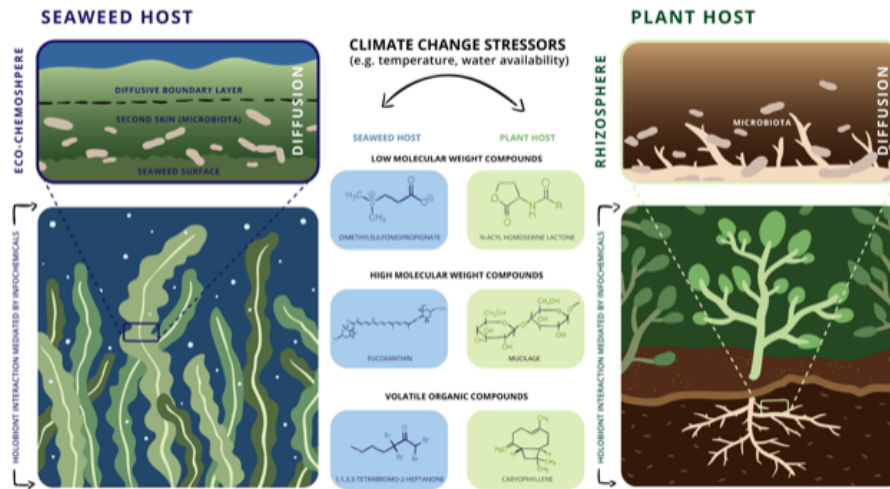 SEAWEED HOST
ECO-CHEMOSHPERE
DIFFUSIVE BOUNDARY LAYER
SECOND SKIN (MICROBIOTA)
SEAWEED SURFACE
DIFFUSION
HOLOBIONT INTERACTION MEDIATED BY INFOCHEMICALS
CLIMATE CHANGE STRESSORS
(e.g. temperature, water availability)
SEAWEED HOST
PLANT HOST
LOW MOLECULAR WEIGHT COMPOUNDS
DIMETHYLSULFONIOPROPIONATE
N-ACYL HOMOSERINE LACTONE
HIGH MOLECULAR WEIGHT COMPOUNDS
FUCOXANTHIN
MUCILAGE
VOLATILE ORGANIC COMPOUNDS
1,1,3,3-TETRABROMO-2-HEPTANONE
CARYOPHYLLENE
PLANT HOST
RHIZOSPHERE
MICROBIOTA
DIFFUSION
HOLOBIONT INTERACTION MEDIATED BY INFOCHEMICALS